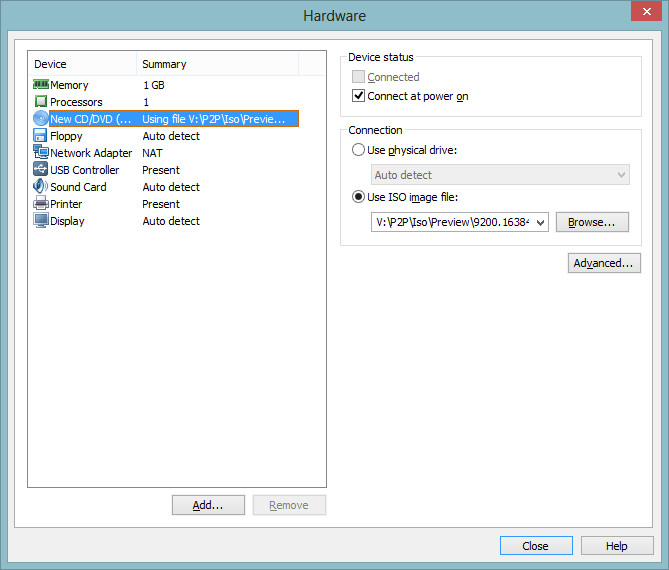 Hardware
Device Summary
Memory 1 GB
Processors 1
New CD/DVD (... Using file V:\P2P\Iso\Previe...
Floppy Auto detect
Network Adapter NAT
USB Controller Present
Sound Card Auto detect
Printer Present
Display Auto detect
Add... Remove
Device status
Connected
Connect at power on
Connection
Use physical drive:
Auto detect
Use ISO image file:
V:\P2P\Iso\Preview\9200.16384 Browse...
Advanced...
Close Help